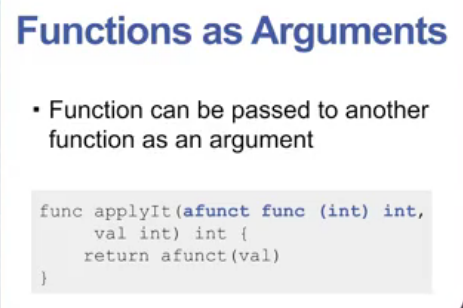 Functions as Arguments
▪ Function can be passed to another
function as an argument
func applyIt(afunct func (int) int,
val int) int {
return afunct(val)
}